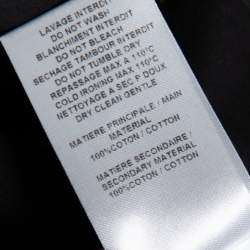 LAVAGE INTERDIT
DO NOT WASH
BLANCHIMENT INTERDIT
DO NOT BLEACH
SECHAGE TAMBOUR INTERDIT
DO NOT TUMBLE DRY
REPASSAGE MAX A 110°C
COLD IRONING MAX 110°C
NETTOYAGE A SEC P DOUX
DRY CLEAN GENTLE
MATIERE PRINCIPALE / MAIN
MATERIAL
100%COTON / COTTON
MATIERE SECONDAIRE /
SECONDARY MATERIAL
100%COTON / COTTON